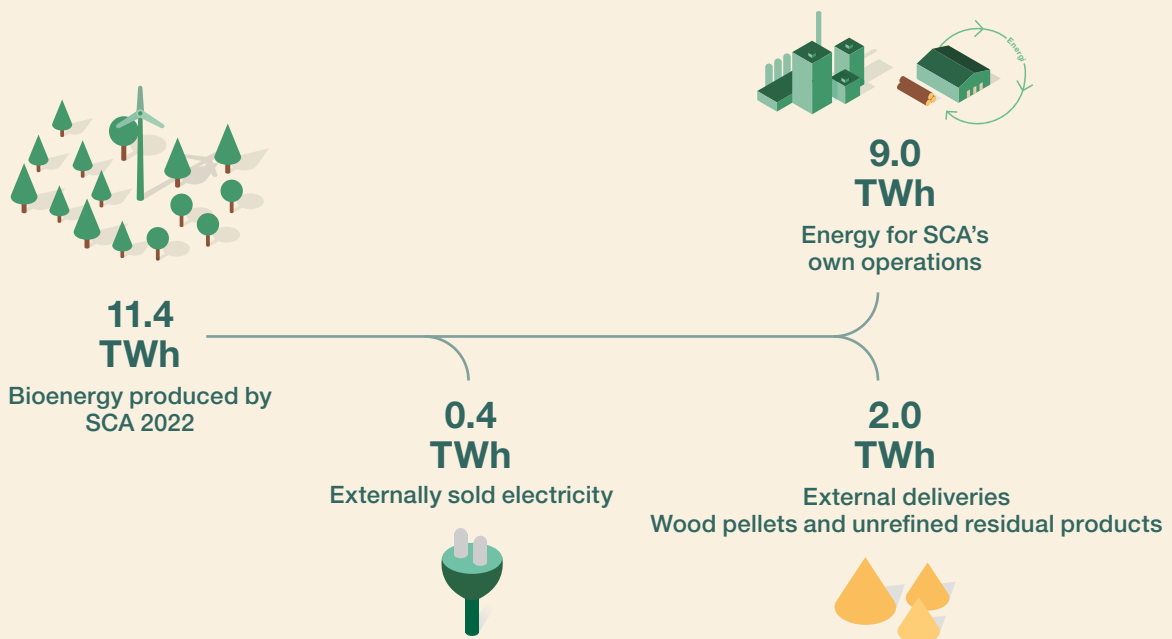 Energi
9.0
TWh
Energy for SCA's
own operations
11.4
TWh
Bioenergy produced by
SCA 2022
0.4
TWh
Externally sold electricity
2.0
TWh
External deliveries
Wood pellets and unrefined residual products